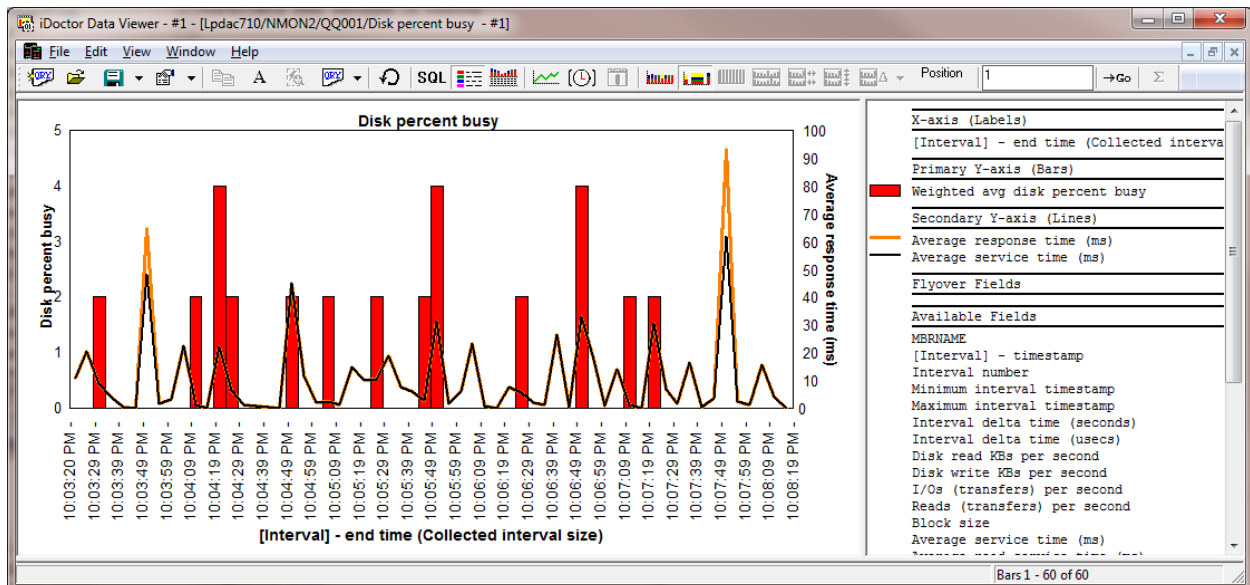 iDoctor Data Viewer - #1 - [Lpdac710/NMON2/QQ001/Disk percent busy - #1]
File Edit View Window Help
QRY A QRY SQL Position 1 →Go Σ
Disk percent busy
5
4
3
2
1
0
Disk percent busy
100
90
80
70
60
50
40
30
20
10
0
Average response time (ms)
10:03:20 PM -
10:03:29 PM -
10:03:39 PM -
10:03:49 PM -
10:03:59 PM -
10:04:09 PM -
10:04:19 PM -
10:04:29 PM -
10:04:39 PM -
10:04:49 PM -
10:04:59 PM -
10:05:09 PM -
10:05:19 PM -
10:05:29 PM -
10:05:39 PM -
10:05:49 PM -
10:05:59 PM -
10:06:09 PM -
10:06:19 PM -
10:06:29 PM -
10:06:39 PM -
10:06:49 PM -
10:06:59 PM -
10:07:09 PM -
10:07:19 PM -
10:07:29 PM -
10:07:39 PM -
10:07:49 PM -
10:07:59 PM -
10:08:09 PM -
10:08:19 PM -
[Interval] - end time (Collected interval size)
X-axis (Labels)
[Interval] - end time (Collected interva
Primary Y-axis (Bars)
Weighted avg disk percent busy
Secondary Y-axis (Lines)
Average response time (ms)
Average service time (ms)
Flyover Fields
Available Fields
MBRNAME
[Interval] - timestamp
Interval number
Minimum interval timestamp
Maximum interval timestamp
Interval delta time (seconds)
Interval delta time (usecs)
Disk read KBs per second
Disk write KBs per second
I/Os (transfers) per second
Reads (transfers) per second
Block size
Average service time (ms)
Bars 1 - 60 of 60